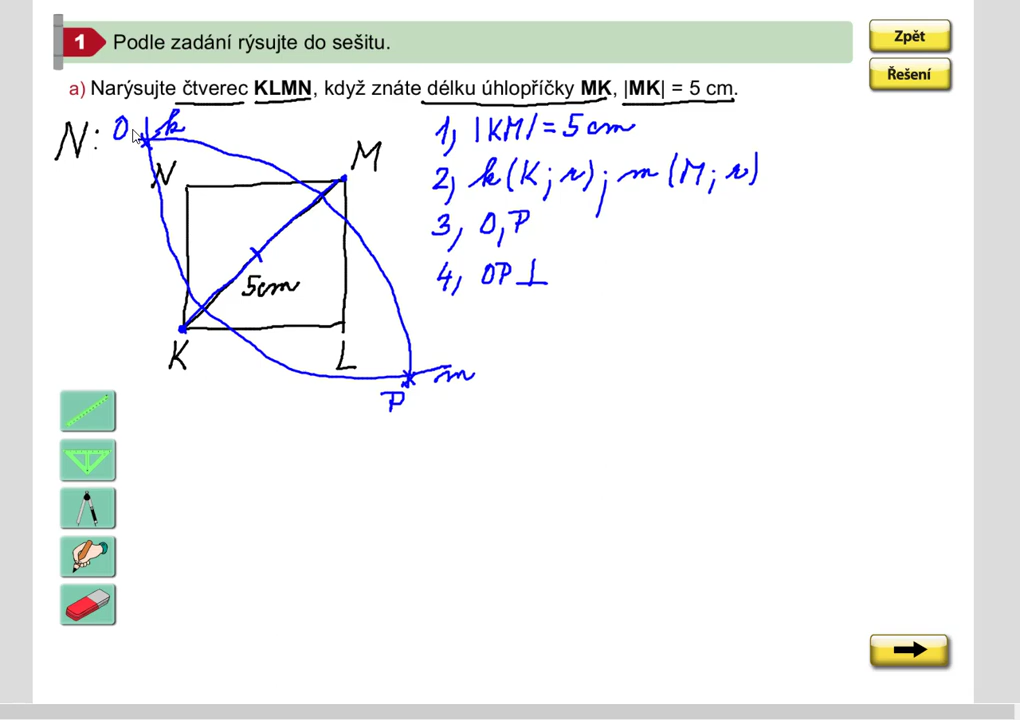 1 Podle zadání rýsujte do sešitu.
Zpět
Řešení
a) Narýsujte čtverec KLMN, když znáte délku úhlopříčky MK, |MK| = 5 cm.
N:
O
k
N
M
5cm
K
L
P
m
1, |KM| = 5 cm
2, k(K; r); m(M; r)
3, O, P
4, OP ⊥